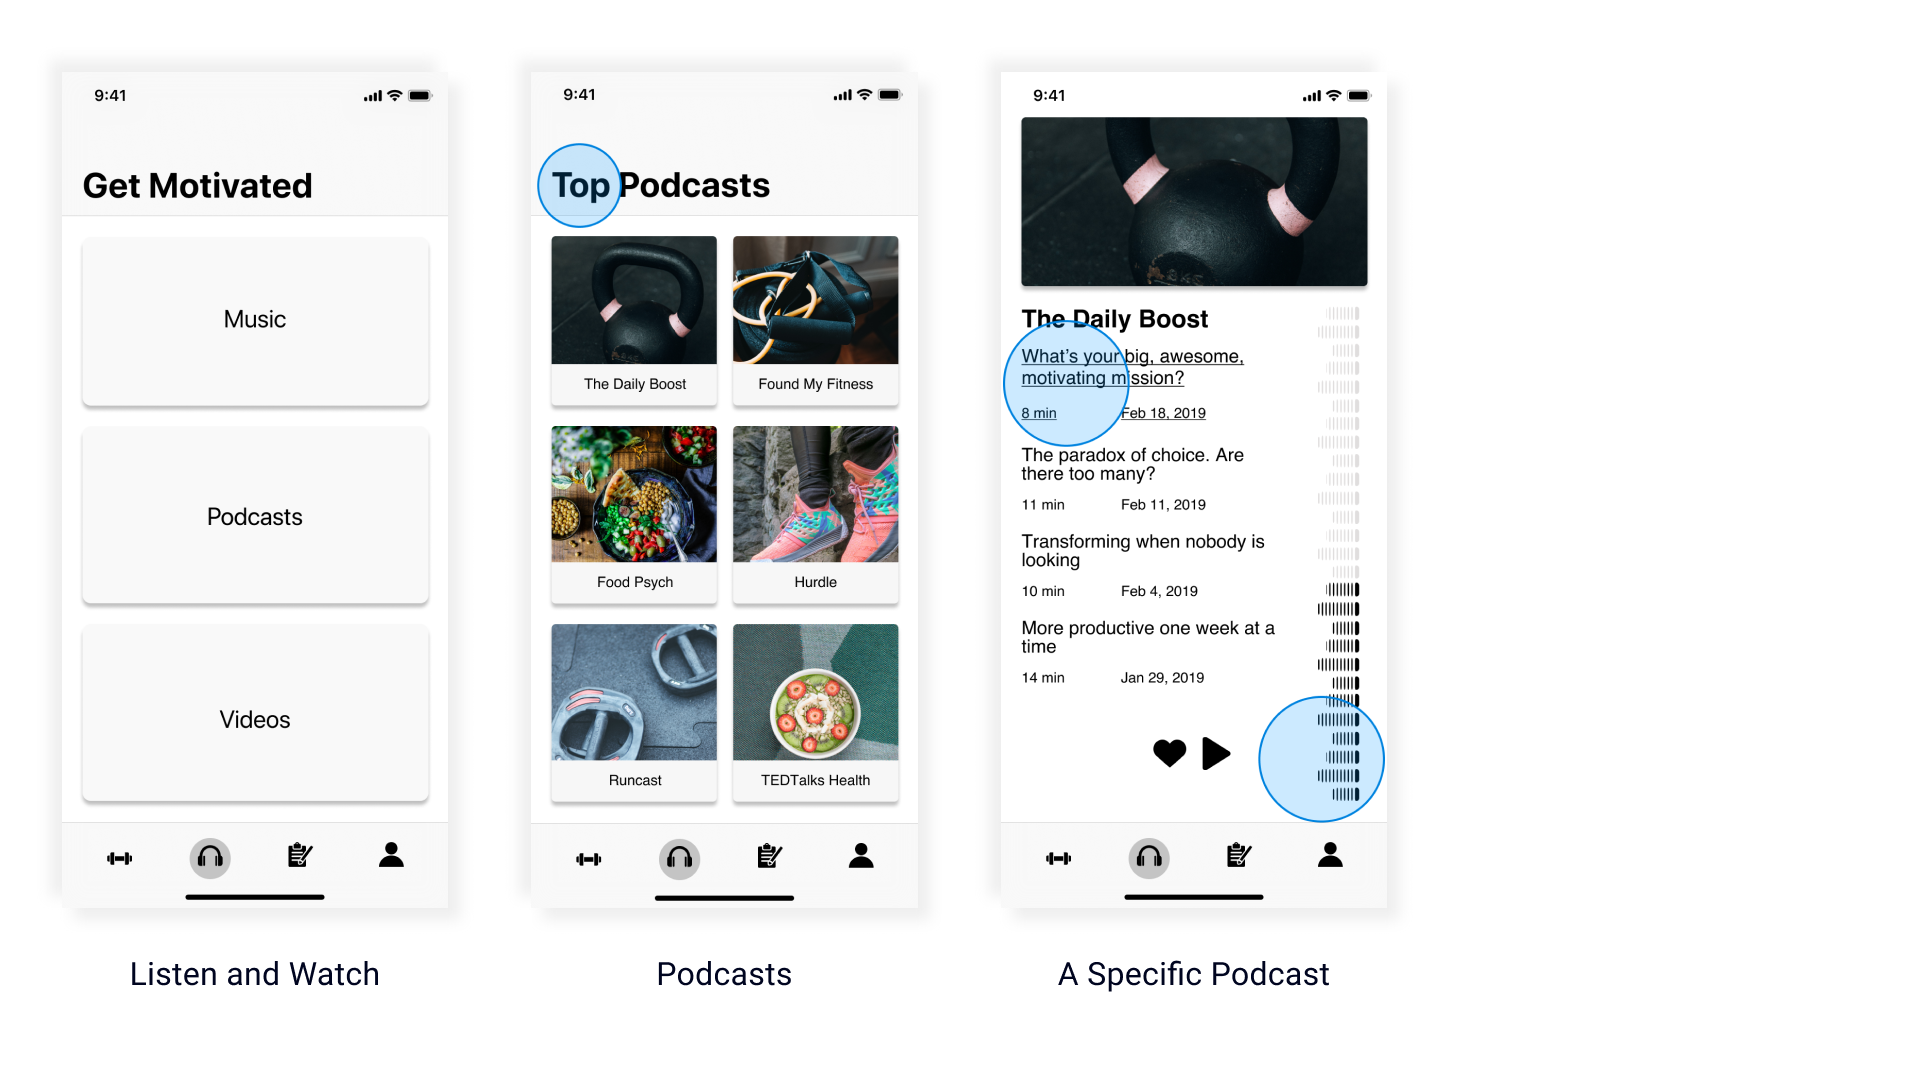 9:41
Get Motivated
Music
Podcasts
Videos
Listen and Watch
9:41
Top Podcasts
The Daily Boost
Found My Fitness
Food Psych
Hurdle
Runcast
TEDTalks Health
Podcasts
9:41
The Daily Boost
What's your big, awesome,
motivating mission?
8 min Feb 18, 2019
The paradox of choice. Are
there too many?
11 min Feb 11, 2019
Transforming when nobody is
looking
10 min Feb 4, 2019
More productive one week at a
time
14 min Jan 29, 2019
A Specific Podcast